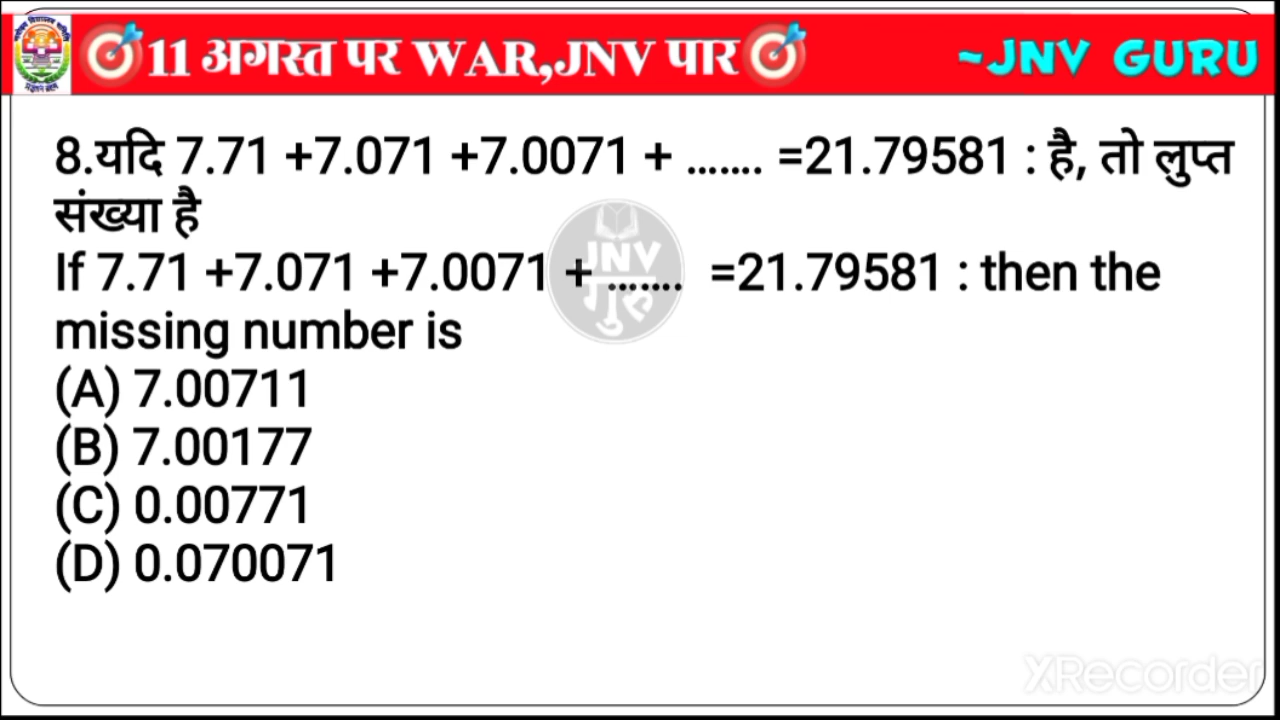 11 अगस्त पर WAR,JNV पार
~JNV GURU
8.यदि 7.71 +7.071 +7.0071 + ....... =21.79581 : है, तो लुप्त
संख्या है
If 7.71 +7.071 +7.0071 + ....... =21.79581 : then the
missing number is
(A) 7.00711
(B) 7.00177
(C) 0.00771
(D) 0.070071
JNV
गुरु
XRecorder